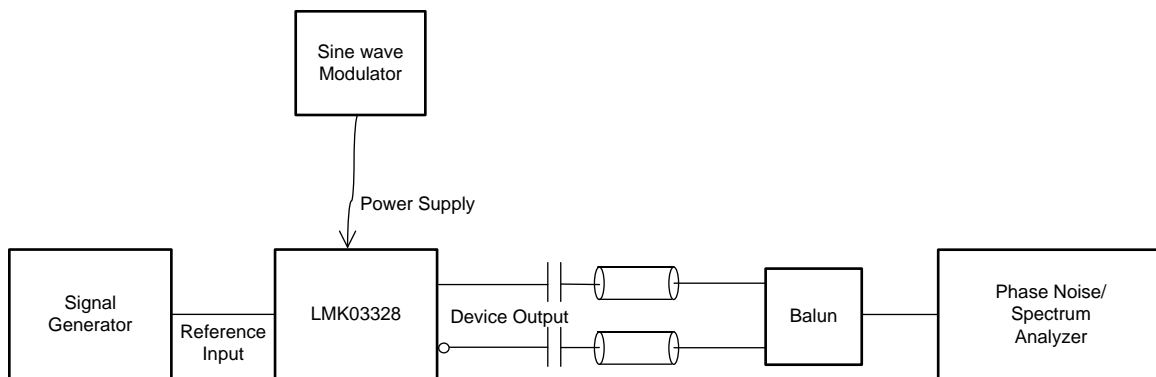 Sine wave
Modulator
Power Supply
Signal
Generator
Reference
Input
LMK03328
Device Output
Balun
Phase Noise/
Spectrum
Analyzer